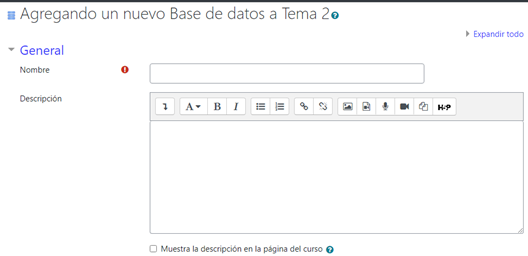 Agregando un nuevo Base de datos a Tema 2
Expandir todo
General
Nombre
Descripción
A B I H-P
Muestra la descripción en la página del curso